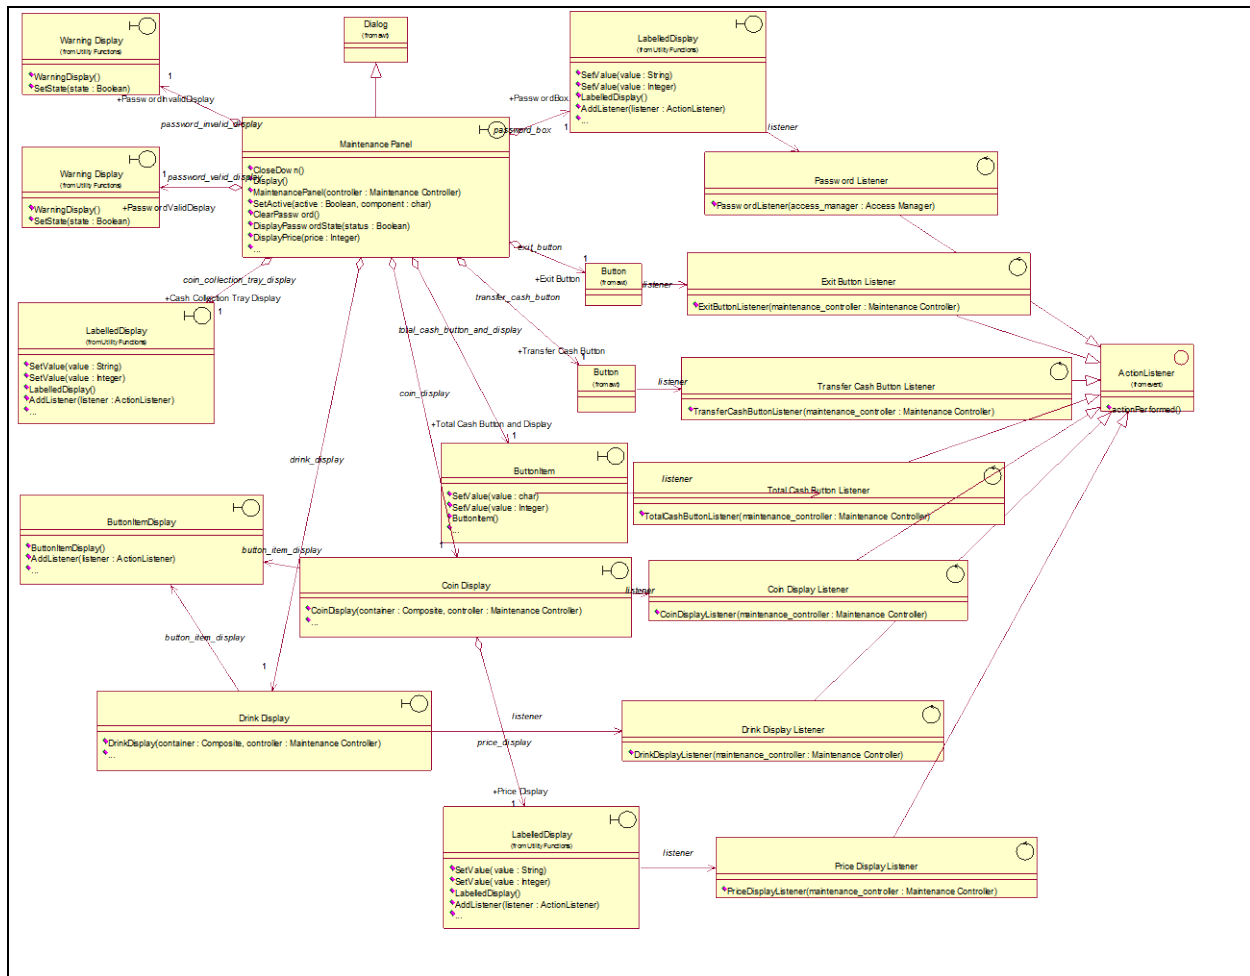 Warning Display
(from Utility Functions)
WarningDisplay()
SetState(state : Boolean)
Dialog
(from awt)
LabelledDisplay
(from Utility Functions)
SetValue(value : String)
SetValue(value : Integer)
LabelledDisplay()
AddListener(listener : ActionListener)
...
1
+PasswordInvalidDisplay
password_invalid_display
+PasswordBox
password_box
1
listener
Maintenance Panel
CloseDown()
Display()
MaintenancePanel(controller : Maintenance Controller)
SetActive(active : Boolean, component : char)
ClearPassword()
DisplayPasswordState(status : Boolean)
DisplayPrice(price : Integer)
...
Warning Display
(from Utility Functions)
WarningDisplay()
SetState(state : Boolean)
1
password_valid_display
+PasswordValidDisplay
Password Listener
PasswordListener(access_manager : Access Manager)
exit_button
1
+Exit Button
Button
(from awt)
listener
Exit Button Listener
ExitButtonListener(maintenance_controller : Maintenance Controller)
coin_collection_tray_display
+Cash Collection Tray Display
1
LabelledDisplay
(from Utility Functions)
SetValue(value : String)
SetValue(value : Integer)
LabelledDisplay()
AddListener(listener : ActionListener)
...
transfer_cash_button
total_cash_button_and_display
+Transfer Cash Button
1
Button
(from awt)
listener
Transfer Cash Button Listener
TransferCashButtonListener(maintenance_controller : Maintenance Controller)
ActionListener
(from event)
actionPerformed()
coin_display
+Total Cash Button and Display
1
drink_display
ButtonItem
SetValue(value : char)
SetValue(value : Integer)
ButtonItem()
...
listener
Total Cash Button Listener
TotalCashButtonListener(maintenance_controller : Maintenance Controller)
ButtonItemDisplay
ButtonItemDisplay()
AddListener(listener : ActionListener)
...
button_item_display
1
Coin Display
CoinDisplay(container : Composite, controller : Maintenance Controller)
...
listener
Coin Display Listener
CoinDisplayListener(maintenance_controller : Maintenance Controller)
button_item_display
1
Drink Display
DrinkDisplay(container : Composite, controller : Maintenance Controller)
...
listener
price_display
Drink Display Listener
DrinkDisplayListener(maintenance_controller : Maintenance Controller)
+Price Display
1
LabelledDisplay
(from Utility Functions)
SetValue(value : String)
SetValue(value : Integer)
LabelledDisplay()
AddListener(listener : ActionListener)
...
listener
Price Display Listener
PriceDisplayListener(maintenance_controller : Maintenance Controller)